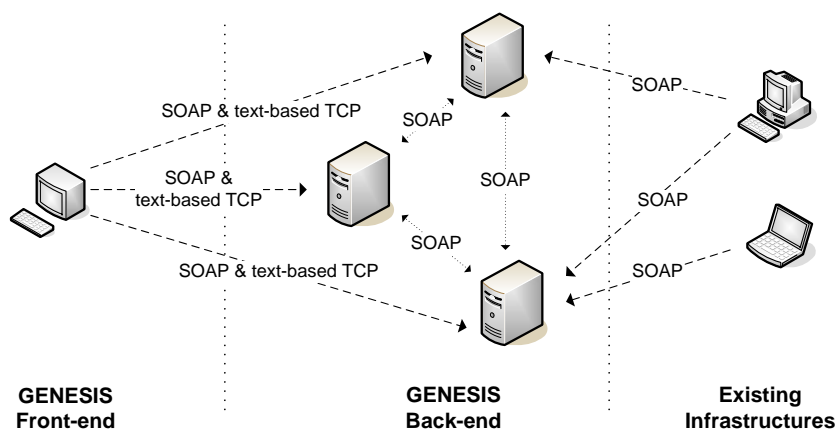 SOAP & text-based TCP
SOAP
SOAP
SOAP &
text-based TCP
SOAP
SOAP
SOAP
SOAP & text-based TCP
SOAP
GENESIS
Front-end
GENESIS
Back-end
Existing
Infrastructures